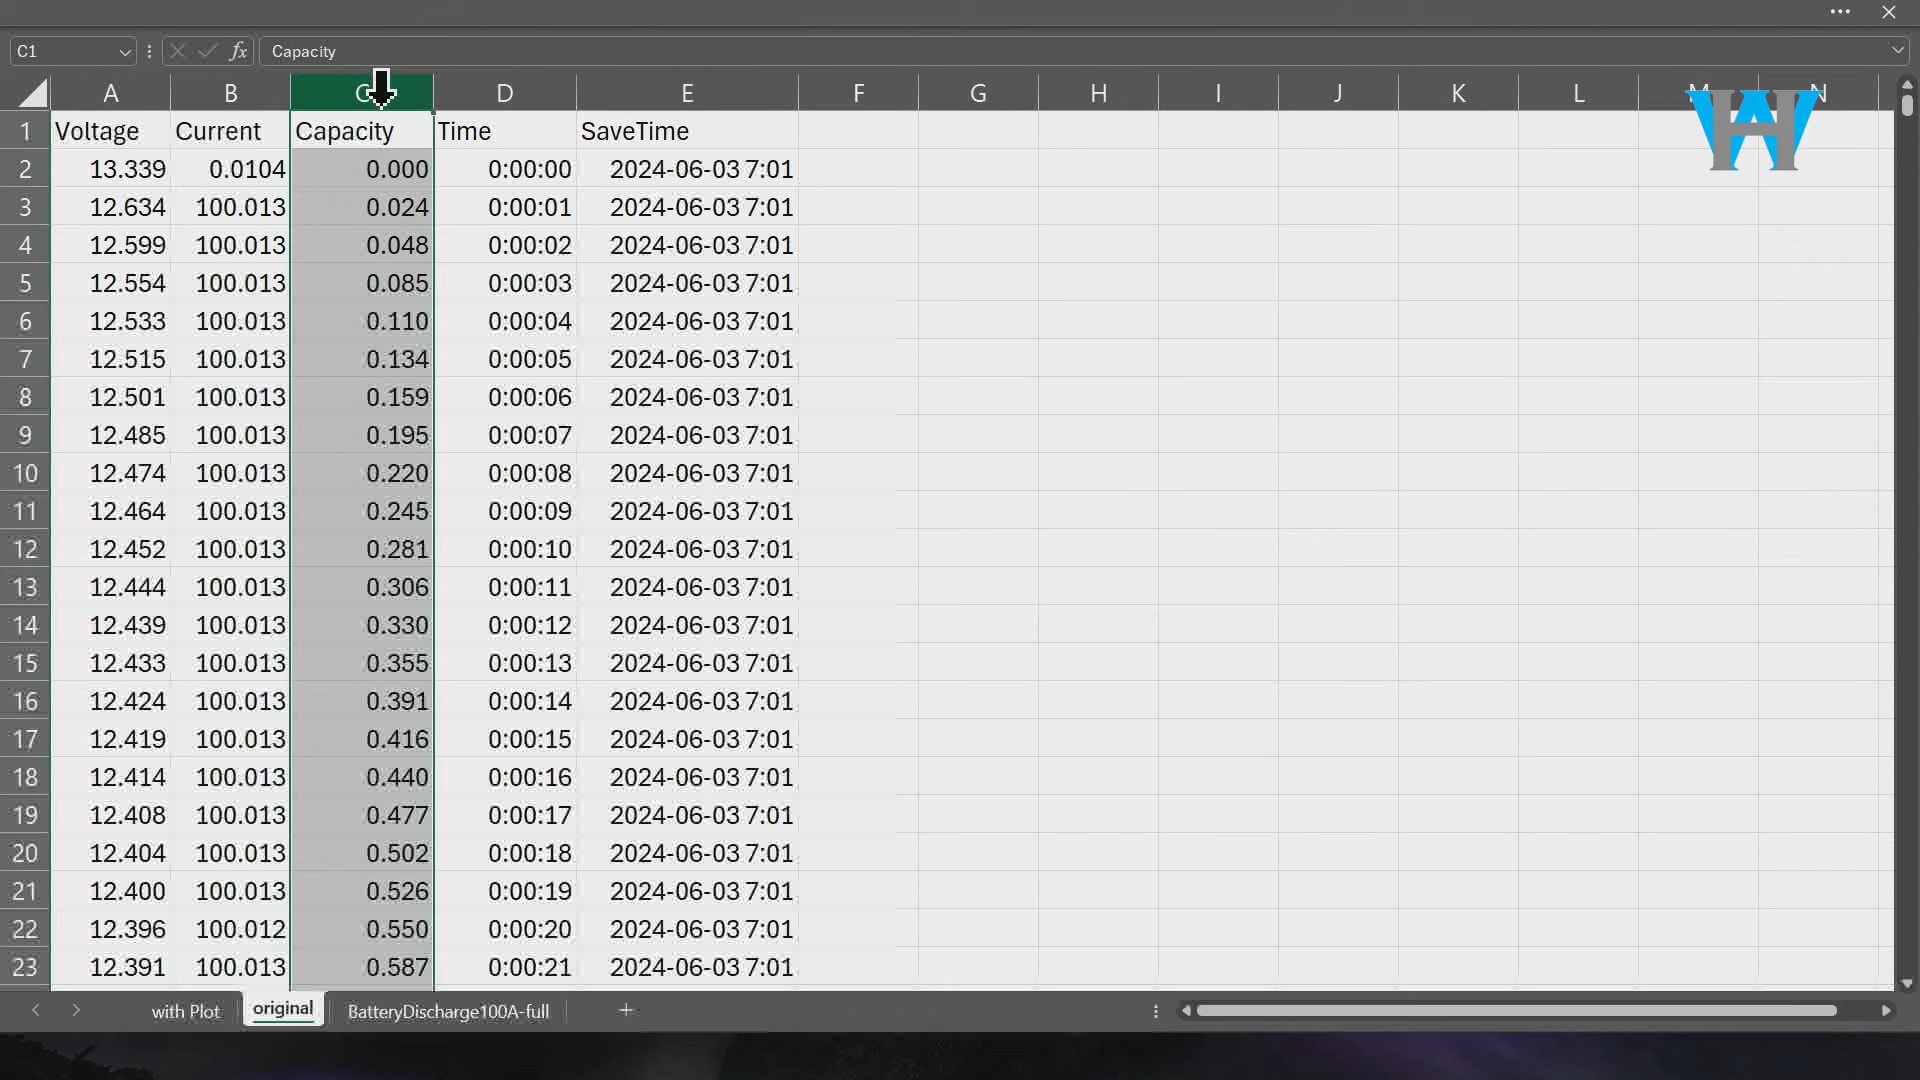 C1 fx Capacity
A B C D E F G H I J K L M N
1 Voltage Current Capacity Time SaveTime
2 13.339 0.0104 0.000 0:00:00 2024-06-03 7:01
3 12.634 100.013 0.024 0:00:01 2024-06-03 7:01
4 12.599 100.013 0.048 0:00:02 2024-06-03 7:01
5 12.554 100.013 0.085 0:00:03 2024-06-03 7:01
6 12.533 100.013 0.110 0:00:04 2024-06-03 7:01
7 12.515 100.013 0.134 0:00:05 2024-06-03 7:01
8 12.501 100.013 0.159 0:00:06 2024-06-03 7:01
9 12.485 100.013 0.195 0:00:07 2024-06-03 7:01
10 12.474 100.013 0.220 0:00:08 2024-06-03 7:01
11 12.464 100.013 0.245 0:00:09 2024-06-03 7:01
12 12.452 100.013 0.281 0:00:10 2024-06-03 7:01
13 12.444 100.013 0.306 0:00:11 2024-06-03 7:01
14 12.439 100.013 0.330 0:00:12 2024-06-03 7:01
15 12.433 100.013 0.355 0:00:13 2024-06-03 7:01
16 12.424 100.013 0.391 0:00:14 2024-06-03 7:01
17 12.419 100.013 0.416 0:00:15 2024-06-03 7:01
18 12.414 100.013 0.440 0:00:16 2024-06-03 7:01
19 12.408 100.013 0.477 0:00:17 2024-06-03 7:01
20 12.404 100.013 0.502 0:00:18 2024-06-03 7:01
21 12.400 100.013 0.526 0:00:19 2024-06-03 7:01
22 12.396 100.012 0.550 0:00:20 2024-06-03 7:01
23 12.391 100.013 0.587 0:00:21 2024-06-03 7:01
with Plot original BatteryDischarge100A-full